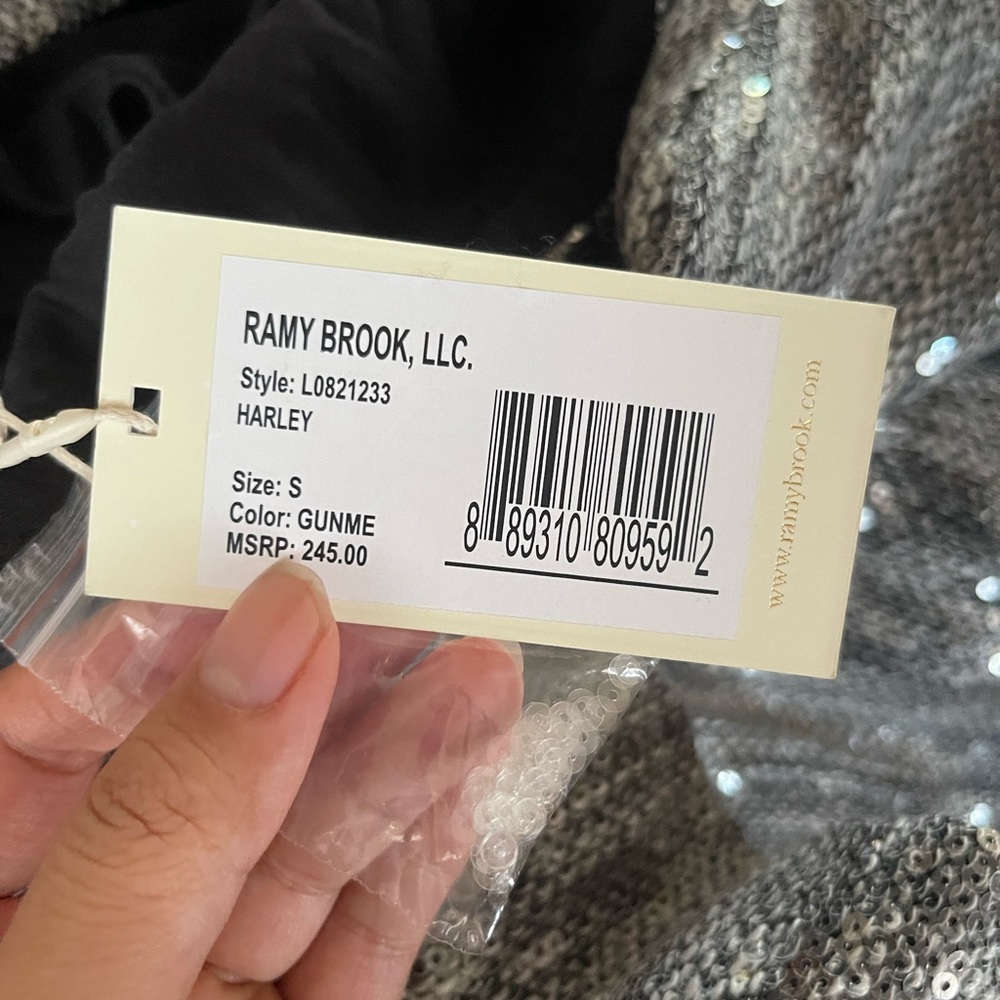 RAMY BROOK, LLC.
Style: L0821233
HARLEY
Size: S
Color: GUNME
MSRP: 245.00
8 89310 80959 2
www.ramybrook.com